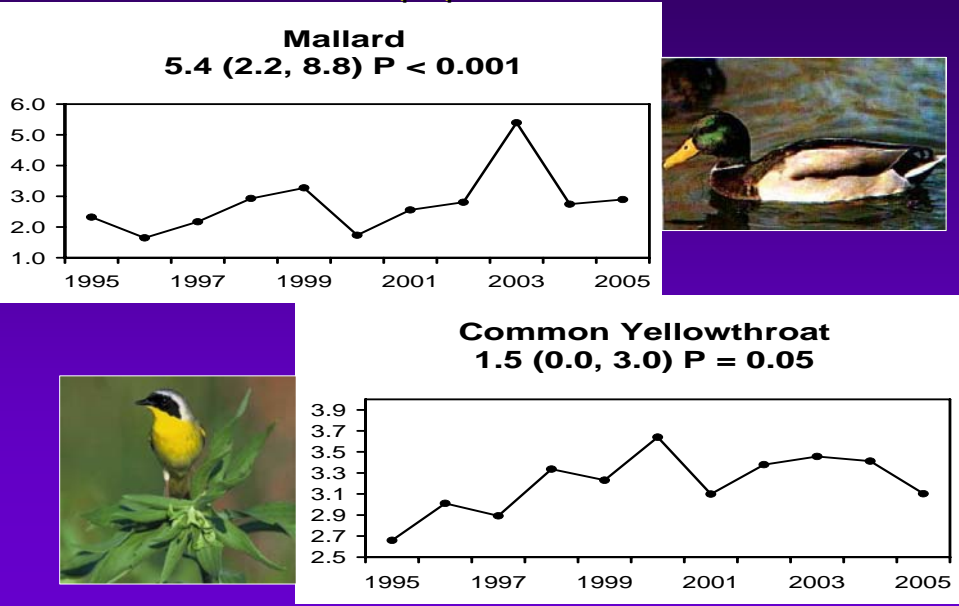 Mallard
5.4 (2.2, 8.8) P < 0.001
6.0
5.0
4.0
3.0
2.0
1.0
1995 1997 1999 2001 2003 2005
Common Yellowthroat
1.5 (0.0, 3.0) P = 0.05
3.9
3.7
3.5
3.3
3.1
2.9
2.7
2.5
1995 1997 1999 2001 2003 2005